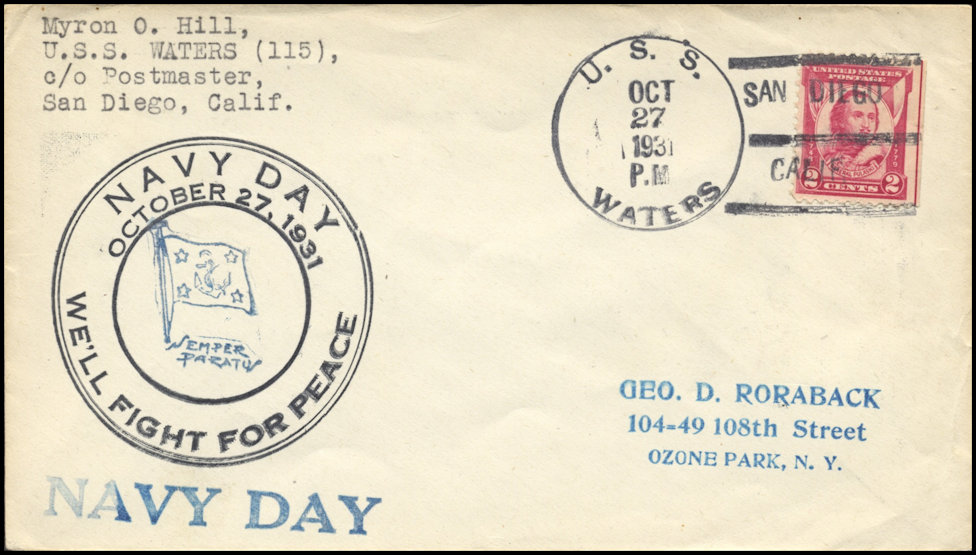 Myron O. Hill,
U.S.S. WATERS (115),
c/o Postmaster,
San Diego, Calif.
U. S. S.
OCT
27
1931
P.M
WATERS
SAN DIEGO
CALIF
UNITED STATES
POSTAGE
2 CENTS 2
NAVY DAY
OCTOBER 27, 1931
SEMPER
PARATUS
WE'LL FIGHT FOR PEACE
GEO. D. RORABACK
104=49 108th Street
OZONE PARK, N. Y.
NAVY DAY